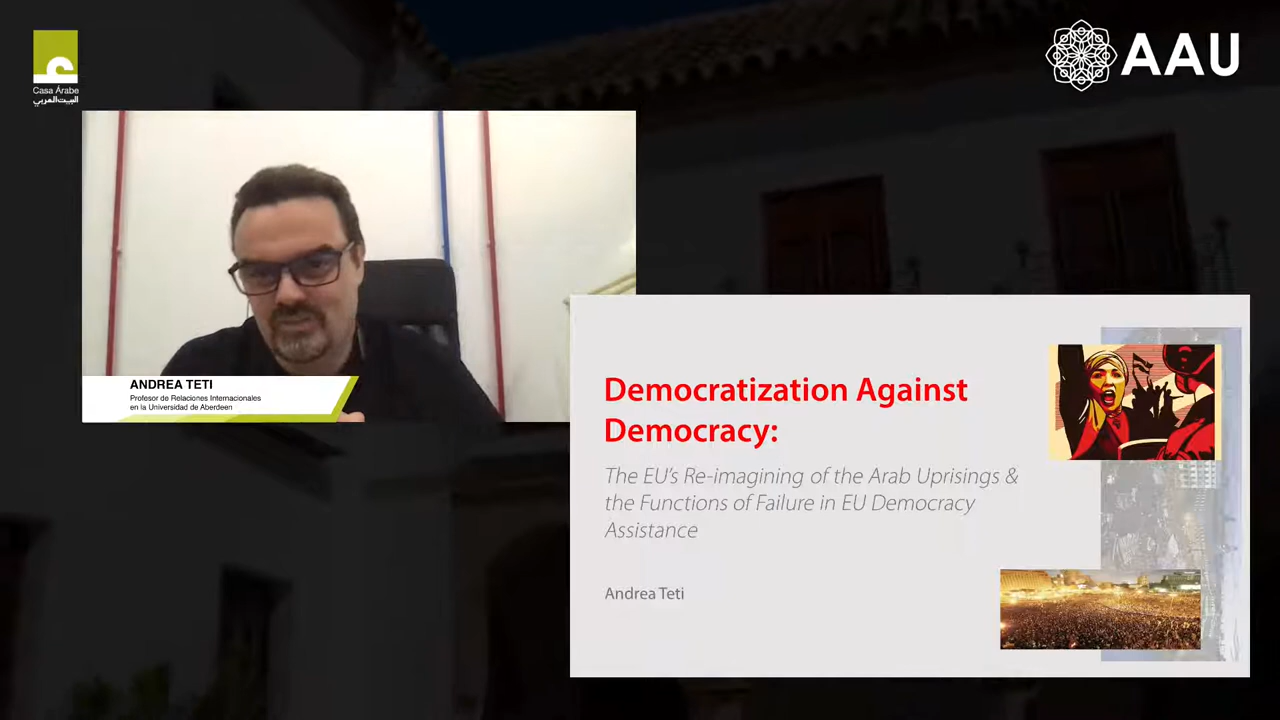 Casa Árabe
البيت العربي
AAU
ANDREA TETI
Profesor de Relaciones Internacionales
en la Universidad de Aberdeen
Democratization Against
Democracy:
The EU's Re-imagining of the Arab Uprisings &
the Functions of Failure in EU Democracy
Assistance
Andrea Teti